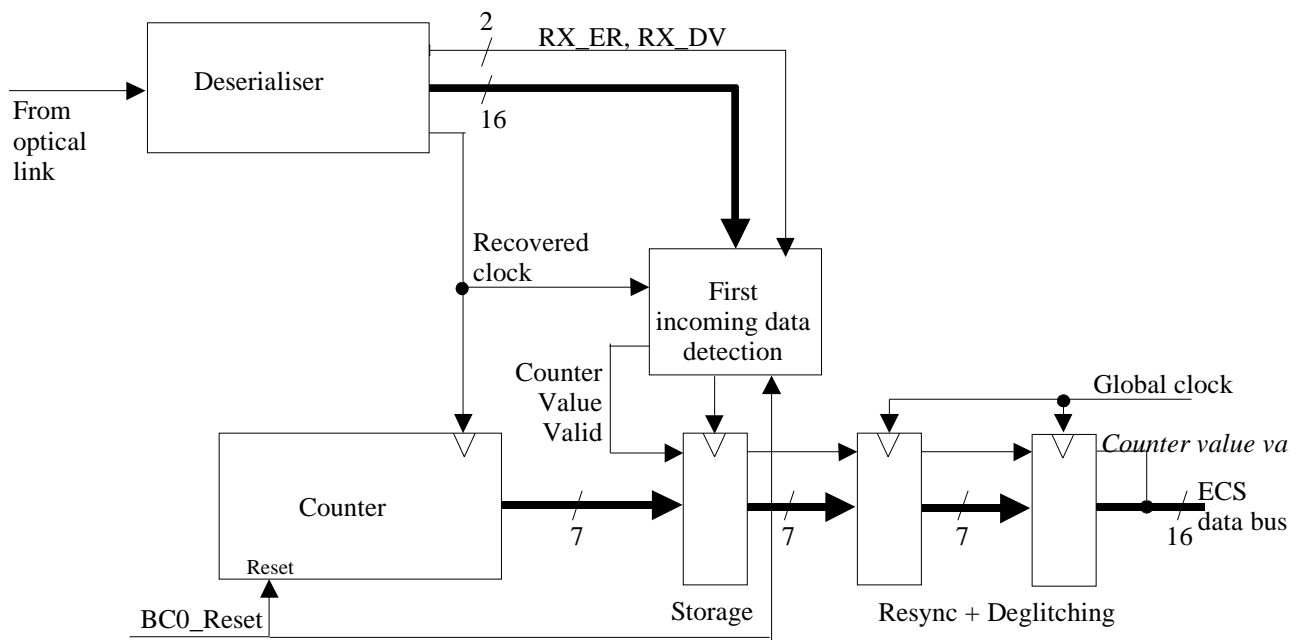 2
RX_ER, RX_DV
Deserialiser
16
From
optical
link
Recovered
clock
First
incoming data
detection
Counter
Value
Valid
Global clock
Counter value va
Counter
7
7
7
16
ECS
data bus
Reset
BC0_Reset
Storage
Resync + Deglitching